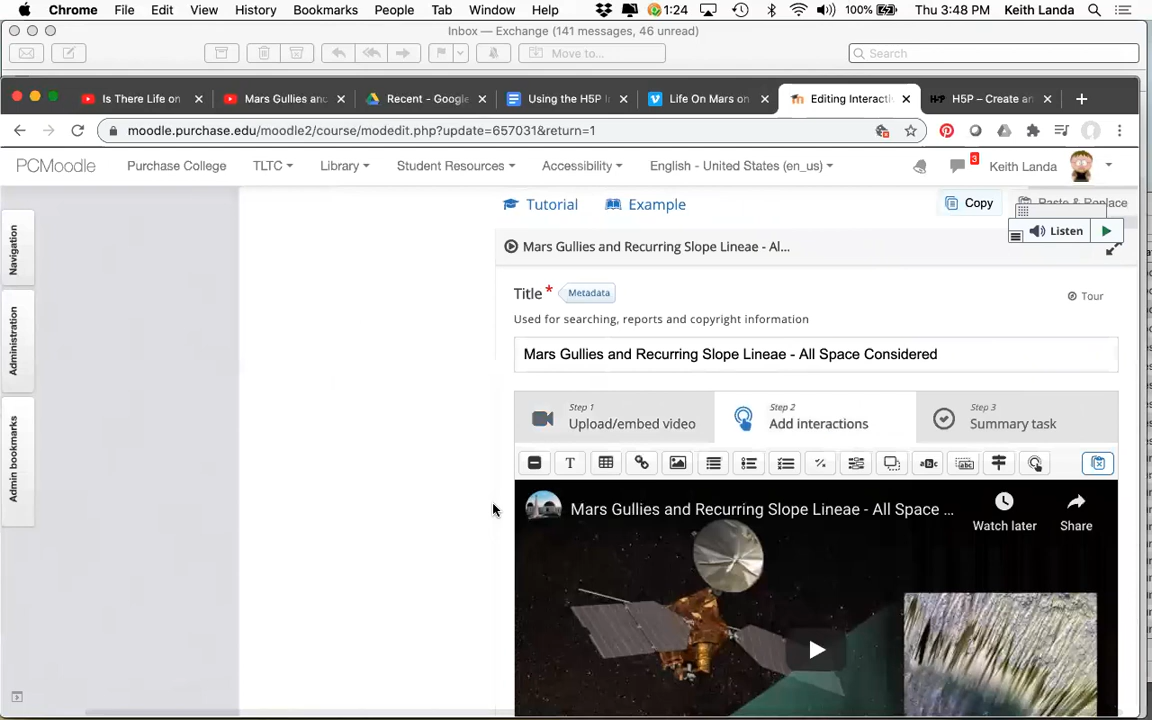 Chrome File Edit View History Bookmarks People Tab Window Help 1:24 100% Thu 3:48 PM Keith Landa
Inbox — Exchange (141 messages, 46 unread)
Move to... Search
Is There Life on Mars Gullies and Recent - Google Using the H5P Life On Mars on Editing Interacti H5P – Create an
moodle.purchase.edu/moodle2/course/modedit.php?update=657031&return=1
PCMoodle Purchase College TLTC Library Student Resources Accessibility English - United States (en_us) 3 Keith Landa
Tutorial Example Copy Paste & Replace
Listen
Navigation
Administration
Admin bookmarks
Mars Gullies and Recurring Slope Lineae - Al...
Title* Metadata Tour
Used for searching, reports and copyright information
Mars Gullies and Recurring Slope Lineae - All Space Considered
Step 1 Step 2 Step 3
Upload/embed video Add interactions Summary task
T aBc abc
Mars Gullies and Recurring Slope Lineae - All Space ...
Watch later Share